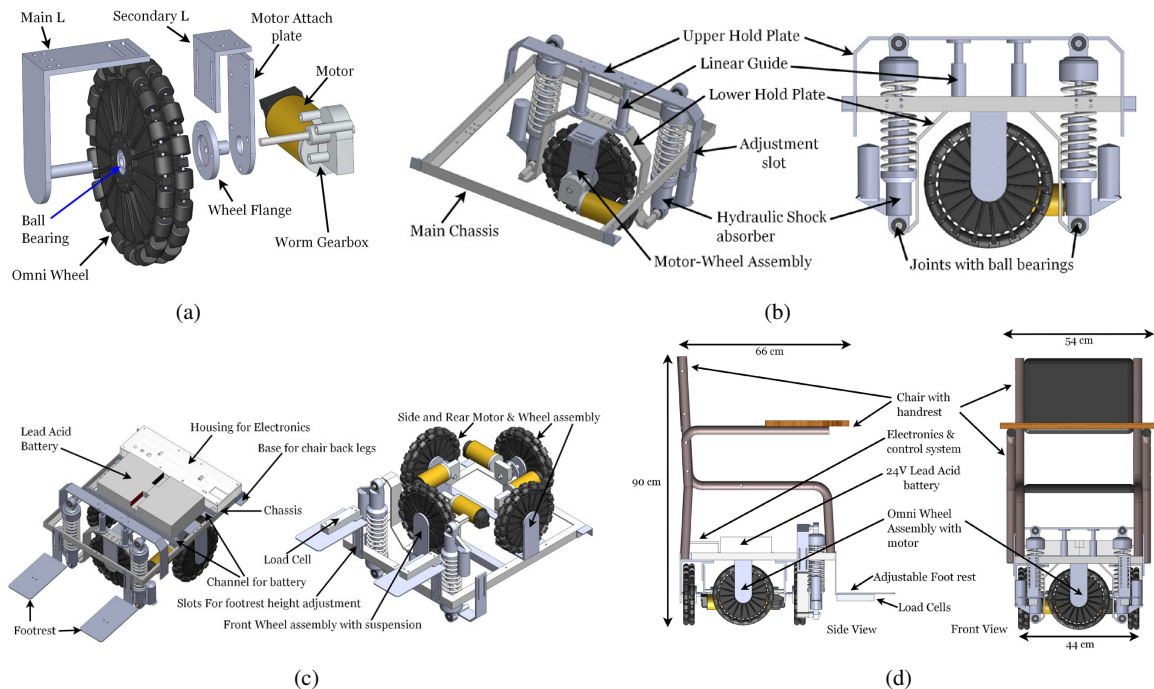 Main L
Secondary L
Motor Attach
plate
Motor
Ball
Bearing
Omni Wheel
Wheel Flange
Worm Gearbox
(a)
Upper Hold Plate
Linear Guide
Lower Hold Plate
Adjustment
slot
Main Chassis
Hydraulic Shock
absorber
Motor-Wheel Assembly
Joints with ball bearings
(b)
Lead Acid
Battery
Housing for Electronics
Base for chair back legs
Chassis
Channel for battery
Footrest
Side and Rear Motor & Wheel assembly
Load Cell
Slots For footrest height adjustment
Front Wheel assembly with suspension
(c)
66 cm
54 cm
90 cm
Chair with
handrest
Electronics &
control system
24V Lead Acid
battery
Omni Wheel
Assembly with
motor
Adjustable Foot rest
Load Cells
Side View
Front View
44 cm
(d)